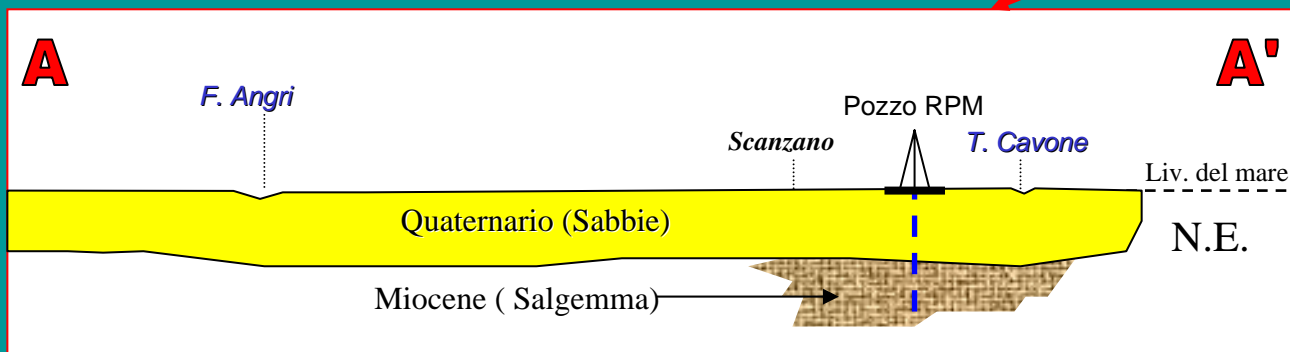 A
A'
F. Angri
Pozzo RPM
Scanzano
T. Cavone
Liv. del mare
Quaternario (Sabbie)
N.E.
Miocene ( Salgemma)